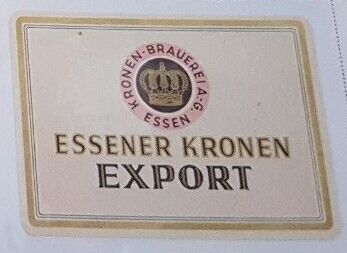 KRONEN-BRAUEREI A-G.
ESSEN
ESSENER KRONEN
EXPORT